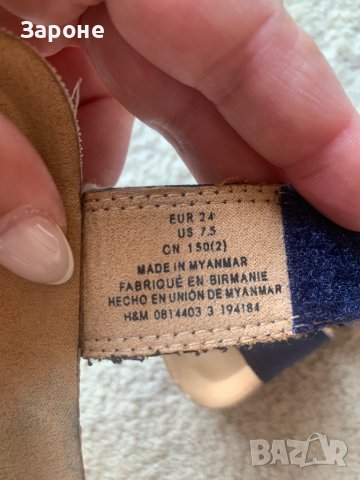 Зароне
EUR 24
US 7.5
CN 150(2)
MADE IN MYANMAR
FABRIQUÉ EN BIRMANIE
HECHO EN UNIÓN DE MYANMAR
H&M 0814403 3 194184
BAZAR